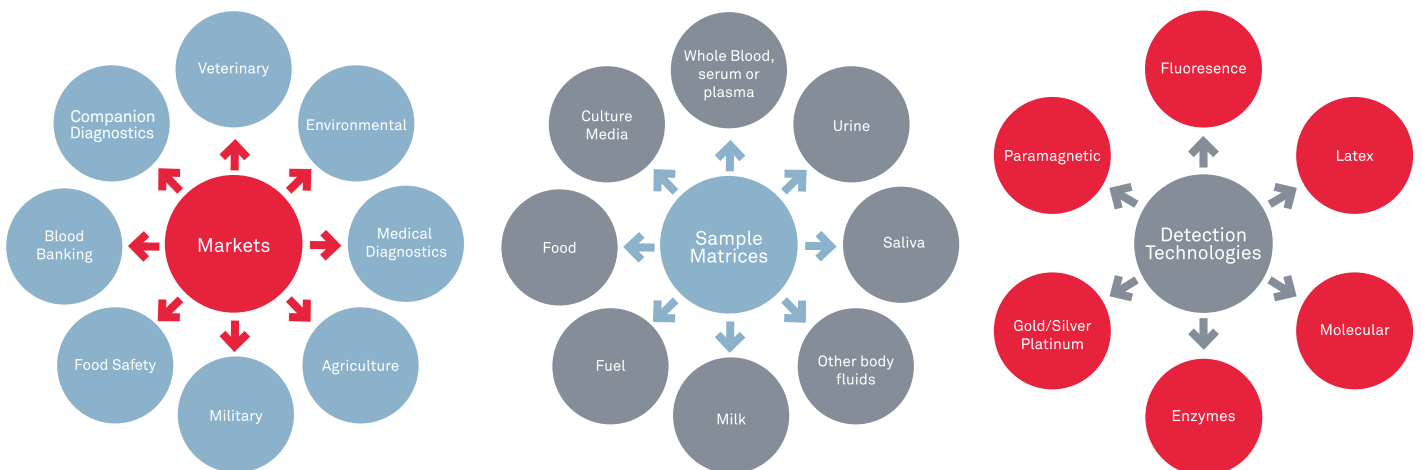 Markets
Veterinary
Environmental
Medical
Diagnostics
Agriculture
Military
Food Safety
Blood
Banking
Companion
Diagnostics
Sample
Matrices
Whole Blood,
serum or
plasma
Urine
Saliva
Other body
fluids
Milk
Fuel
Food
Culture
Media
Detection
Technologies
Fluoresence
Latex
Molecular
Enzymes
Gold/Silver
Platinum
Paramagnetic